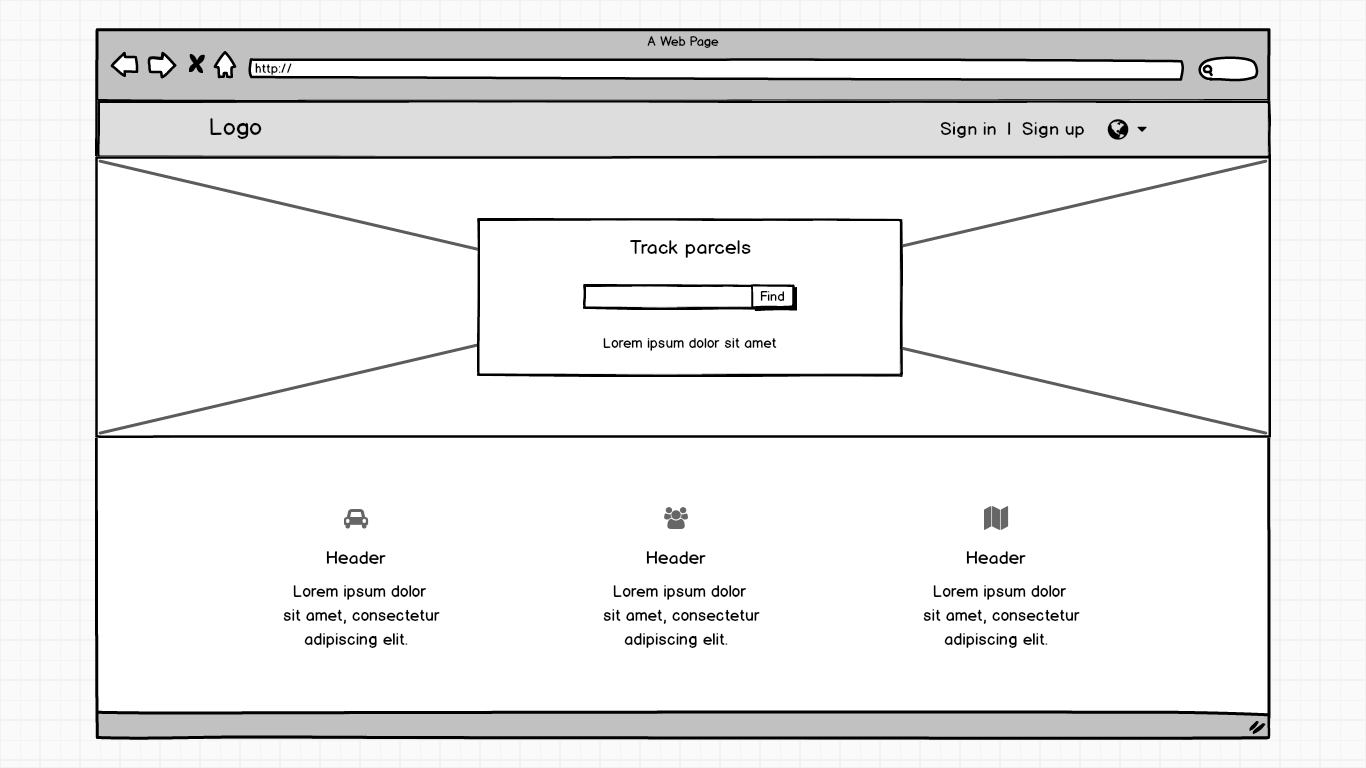 A Web Page
http://
Logo
Sign in | Sign up
Track parcels
Find
Lorem ipsum dolor sit amet
Header
Lorem ipsum dolor
sit amet, consectetur
adipiscing elit.
Header
Lorem ipsum dolor
sit amet, consectetur
adipiscing elit.
Header
Lorem ipsum dolor
sit amet, consectetur
adipiscing elit.